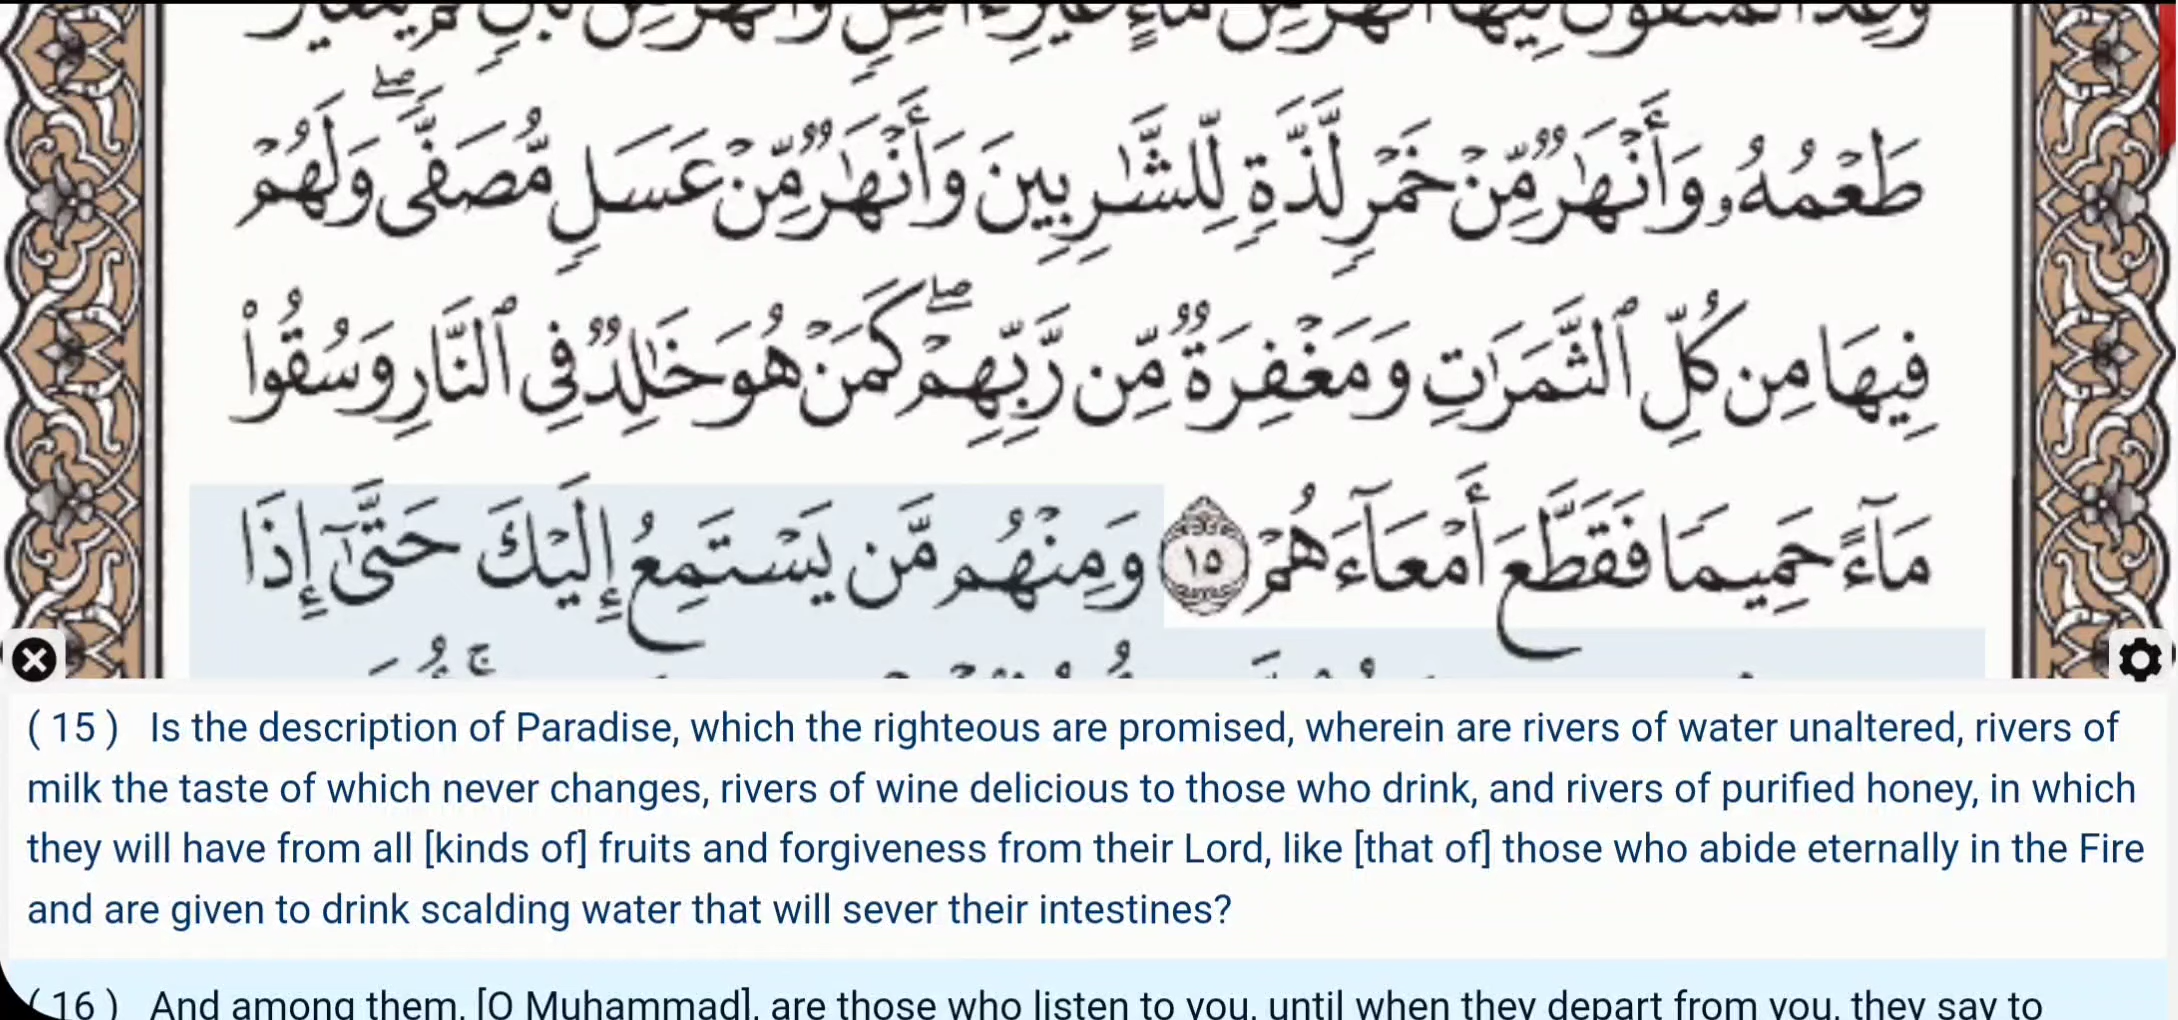 طَعْمُهُۥ وَأَنْهَٰرٌ مِّنْ خَمْرٍ لَّذَّةٍ لِّلشَّٰرِبِينَ وَأَنْهَٰرٌ مِّنْ عَسَلٍ مُّصَفًّى ۖ وَلَهُمْ
فِيهَا مِن كُلِّ ٱلثَّمَرَٰتِ وَمَغْفِرَةٌ مِّن رَّبِّهِمْ ۖ كَمَنْ هُوَ خَٰلِدٌ فِى ٱلنَّارِ وَسُقُوا۟
مَآءً حَمِيمًا فَقَطَّعَ أَمْعَآءَهُمْ ١٥ وَمِنْهُم مَّن يَسْتَمِعُ إِلَيْكَ حَتَّىٰٓ إِذَا
( 15 ) Is the description of Paradise, which the righteous are promised, wherein are rivers of water unaltered, rivers of
milk the taste of which never changes, rivers of wine delicious to those who drink, and rivers of purified honey, in which
they will have from all [kinds of] fruits and forgiveness from their Lord, like [that of] those who abide eternally in the Fire
and are given to drink scalding water that will sever their intestines?
( 16 ) And among them, [O Muhammad], are those who listen to you, until when they depart from you, they say to